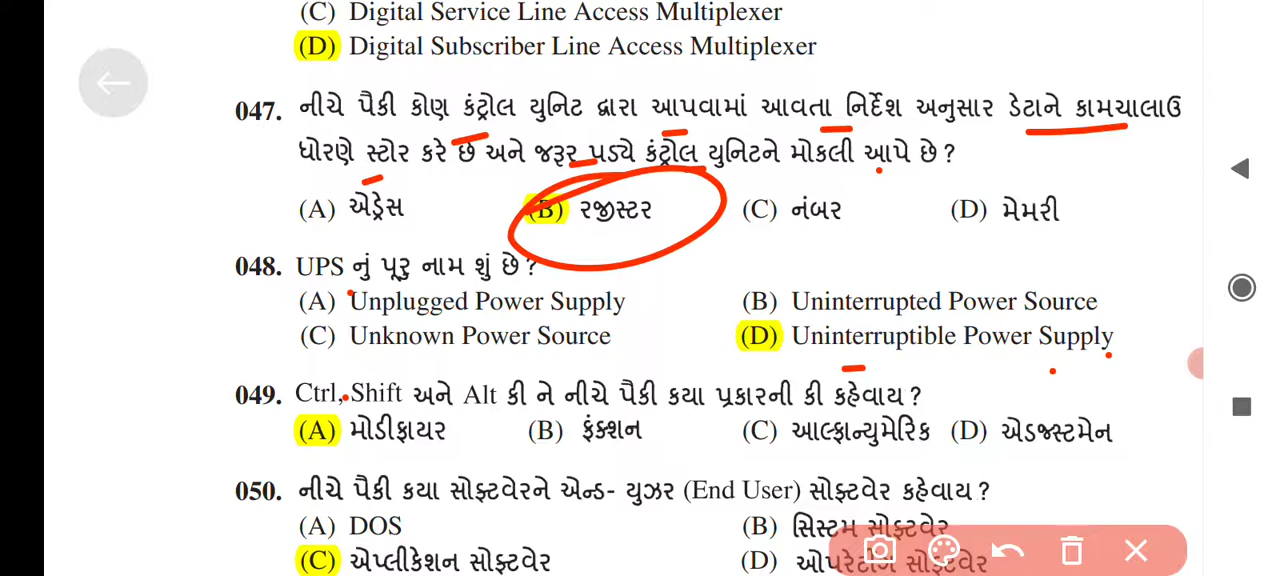 (C) Digital Service Line Access Multiplexer
(D) Digital Subscriber Line Access Multiplexer
047. નીચે પૈકી કોણ કંટ્રોલ યુનિટ દ્વારા આપવામાં આવતા નિર્દેશ અનુસાર ડેટાને કામચાલાઉ
ધોરણે સ્ટોર કરે છે અને જરૂર પડ્યે કંટ્રોલ યુનિટને મોકલી આપે છે?
(A) એડ્રેસ (B) રજીસ્ટર (C) નંબર (D) મેમરી
048. UPS નું પૂરુ નામ શું છે?
(A) Unplugged Power Supply (B) Uninterrupted Power Source
(C) Unknown Power Source (D) Uninterruptible Power Supply
049. Ctrl, Shift અને Alt કી ને નીચે પૈકી કયા પ્રકારની કી કહેવાય?
(A) મોડીફાયર (B) ફંક્શન (C) આલ્ફાન્યુમેરિક (D) એડજસ્ટમેન
050. નીચે પૈકી કયા સોફ્ટવેરને એન્ડ- યુઝર (End User) સોફ્ટવેર કહેવાય?
(A) DOS (B) સિસ્ટમ સોફ્ટવેર
(C) એપ્લીકેશન સોફ્ટવેર (D) ઓપરેટીંગ સોફ્ટવેર